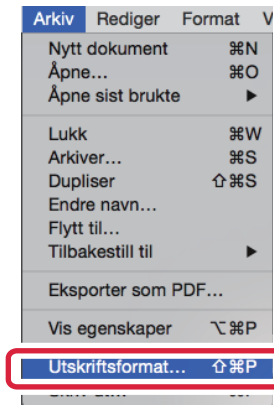 Arkiv Rediger Format
Nytt dokument ⌘N
Åpne... ⌘O
Åpne sist brukte ▶
Lukk ⌘W
Arkiver... ⌘S
Dupliser ⇧⌘S
Endre navn...
Flytt til...
Tilbakestill til ▶
Eksporter som PDF...
Vis egenskaper ⌥⌘P
Utskriftsformat... ⇧⌘P